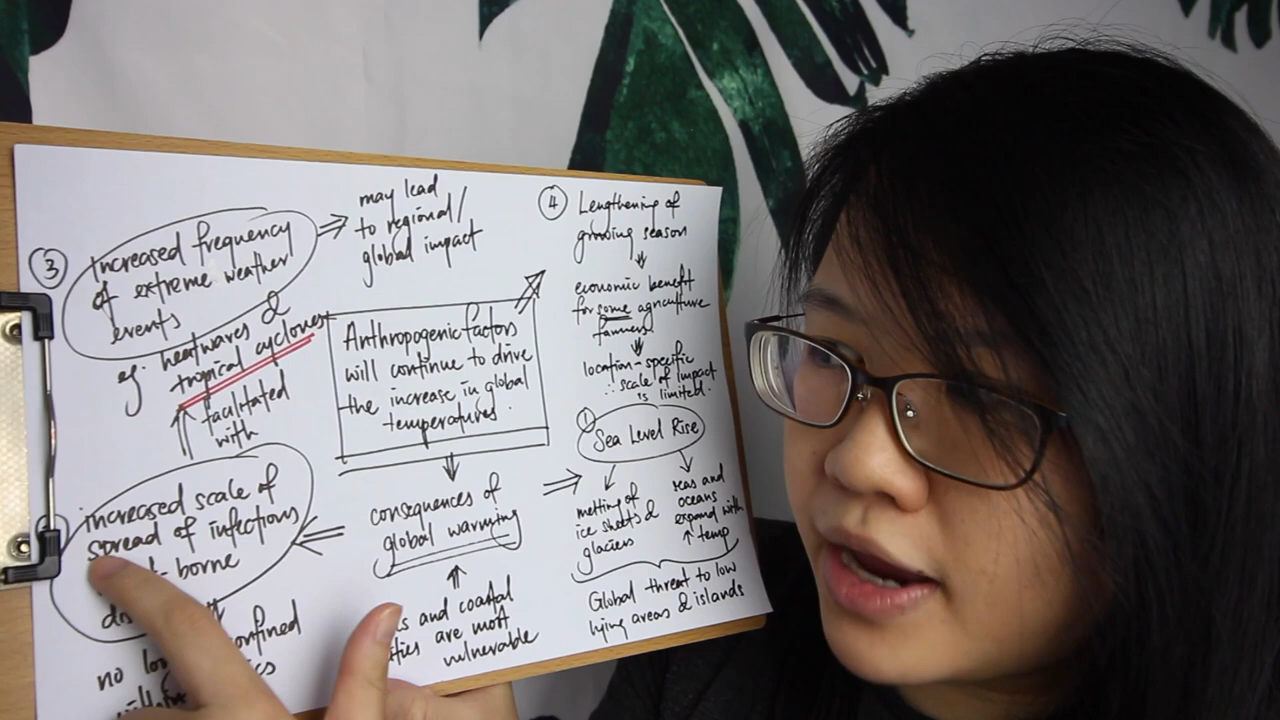 ③ Increased frequency
of extreme weather
events
eg. heatwaves &
tropical cyclones
facilitated
with
may lead
to regional/
global impact
Anthropogenic factors
will continue to drive
the increase in global
temperatures.
④ Lengthening of
growing season
economic benefit
for some agriculture
farmers.
location-specific
∴ scale of impact
is limited.
① Sea Level Rise
melting of
ice sheets &
glaciers
seas and
oceans
expand with
↑ temp
Global threat to low
lying areas & islands
consequences of
global warming
and coastal
are most
vulnerable
increased scale of
spread of infectious
borne
no